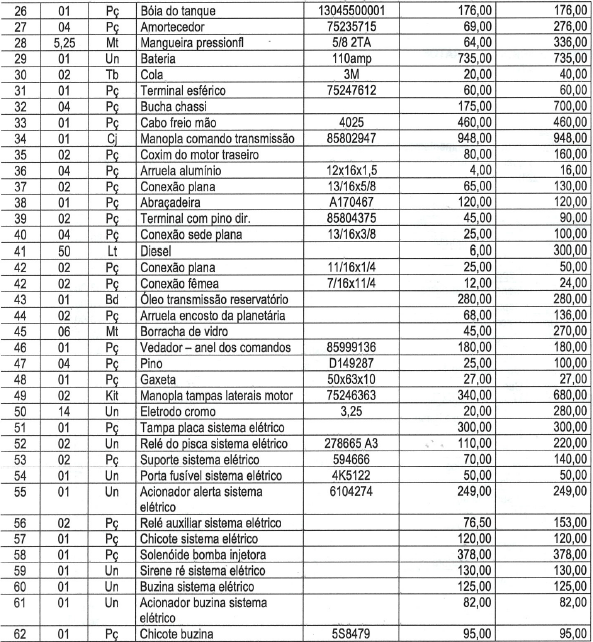 26 01 Pç Bóia do tanque 13045500001 176,00 176,00
27 04 Pç Amortecedor 75235715 69,00 276,00
28 5,25 Mt Mangueira pressionfl 5/8 2TA 64,00 336,00
29 01 Un Bateria 110amp 735,00 735,00
30 02 Tb Cola 3M 20,00 40,00
31 01 Pç Terminal esférico 75247612 60,00 60,00
32 04 Pç Bucha chassi 175,00 700,00
33 01 Pç Cabo freio mão 4025 460,00 460,00
34 01 Cj Manopla comando transmissão 85802947 948,00 948,00
35 02 Pç Coxim do motor traseiro 80,00 160,00
36 04 Pç Arruela alumínio 12x16x1,5 4,00 16,00
37 02 Pç Conexão plana 13/16x5/8 65,00 130,00
38 01 Pç Abraçadeira A170467 120,00 120,00
39 02 Pç Terminal com pino dir. 85804375 45,00 90,00
40 04 Pç Conexão sede plana 13/16x3/8 25,00 100,00
41 50 Lt Diesel 6,00 300,00
42 02 Pç Conexão plana 11/16x1/4 25,00 50,00
42 02 Pç Conexão fêmea 7/16x11/4 12,00 24,00
43 01 Bd Óleo transmissão reservatório 280,00 280,00
44 02 Pç Arruela encosto da planetária 68,00 136,00
45 06 Mt Borracha de vidro 45,00 270,00
46 01 Pç Vedador – anel dos comandos 85999136 180,00 180,00
47 04 Pç Pino D149287 25,00 100,00
48 01 Pç Gaxeta 50x63x10 27,00 27,00
49 02 Kit Manopla tampas laterais motor 75246363 340,00 680,00
50 14 Un Eletrodo cromo 3,25 20,00 280,00
51 01 Pç Tampa placa sistema elétrico 300,00 300,00
52 02 Un Relé do pisca sistema elétrico 278665 A3 110,00 220,00
53 02 Pç Suporte sistema elétrico 594666 70,00 140,00
54 01 Un Porta fusível sistema elétrico 4K5122 50,00 50,00
55 01 Un Acionador alerta sistema 6104274 249,00 249,00
elétrico
56 02 Pç Relé auxiliar sistema elétrico 76,50 153,00
57 01 Pç Chicote sistema elétrico 120,00 120,00
58 01 Pç Solenóide bomba injetora 378,00 378,00
59 01 Un Sirene ré sistema elétrico 130,00 130,00
60 01 Un Buzina sistema elétrico 125,00 125,00
61 01 Un Acionador buzina sistema 82,00 82,00
elétrico
62 01 Pç Chicote buzina 5S8479 95,00 95,00